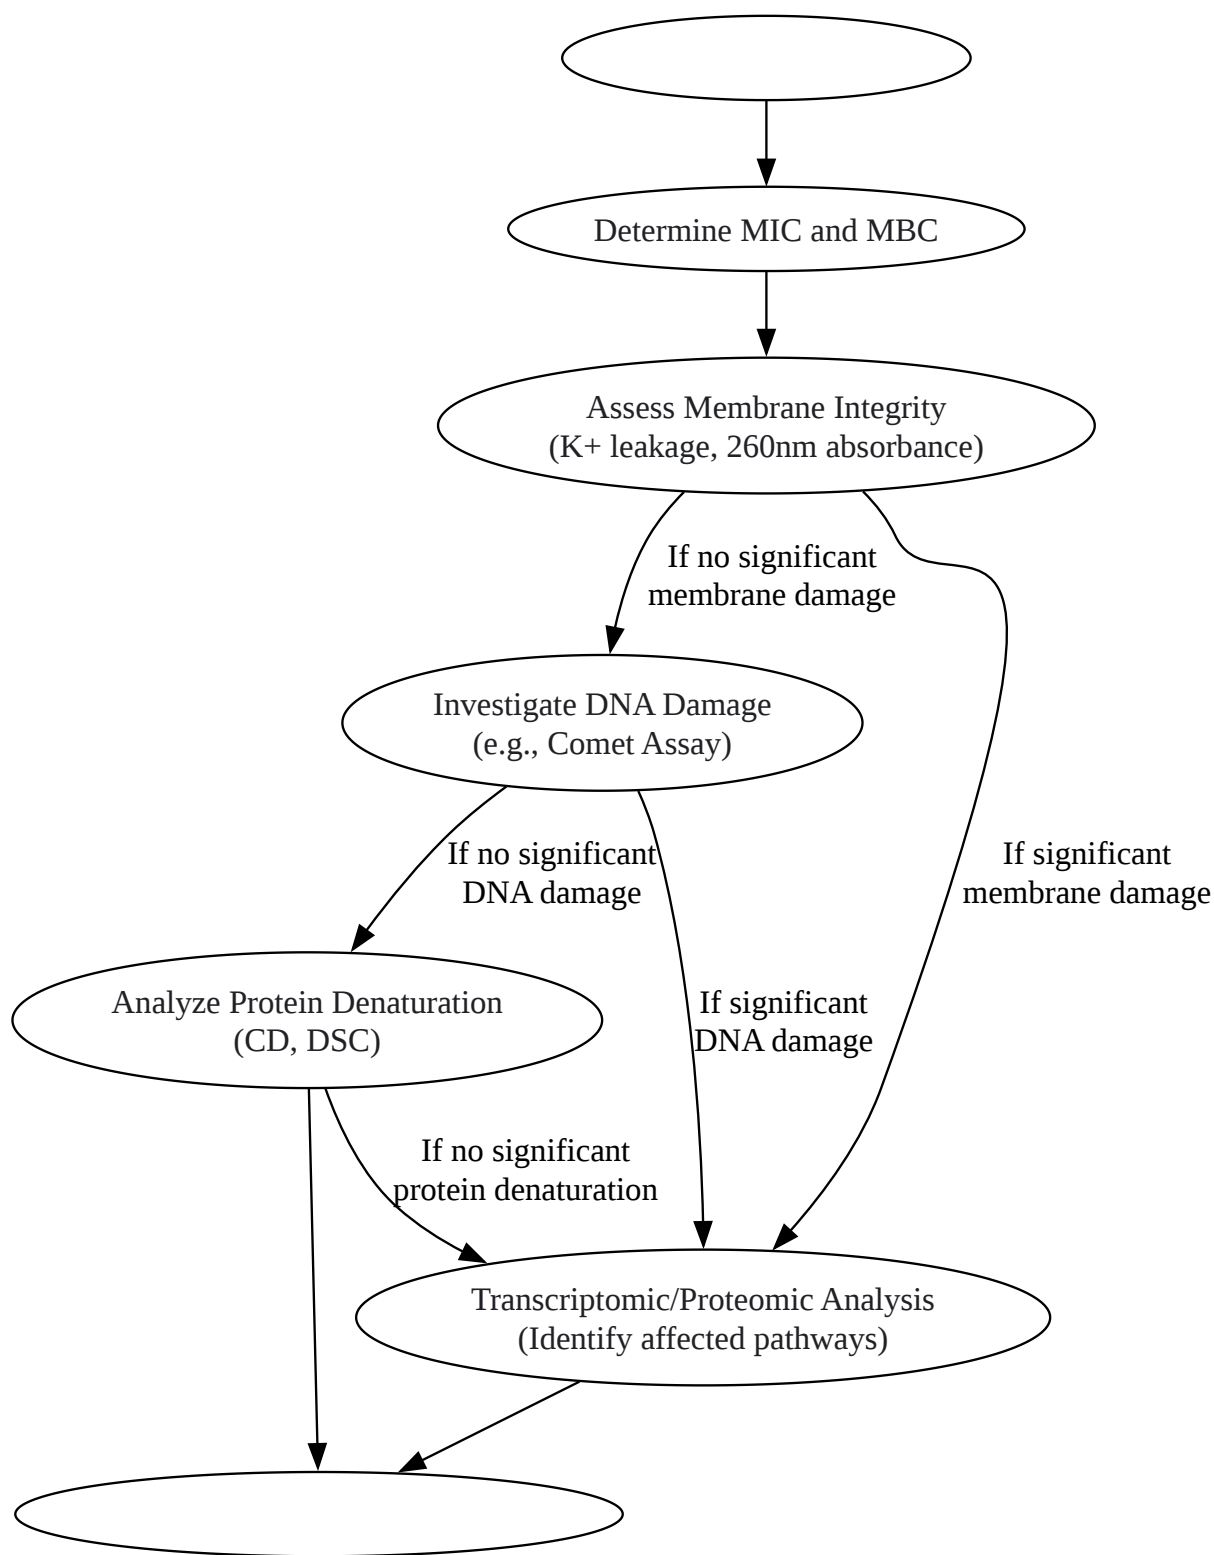 Determine MIC and MBC
Assess Membrane Integrity
(K+ leakage, 260nm absorbance)
If no significant
membrane damage
Investigate DNA Damage
(e.g., Comet Assay)
If no significant
DNA damage
If significant
membrane damage
Analyze Protein Denaturation
(CD, DSC)
If significant
DNA damage
If no significant
protein denaturation
Transcriptomic/Proteomic Analysis
(Identify affected pathways)